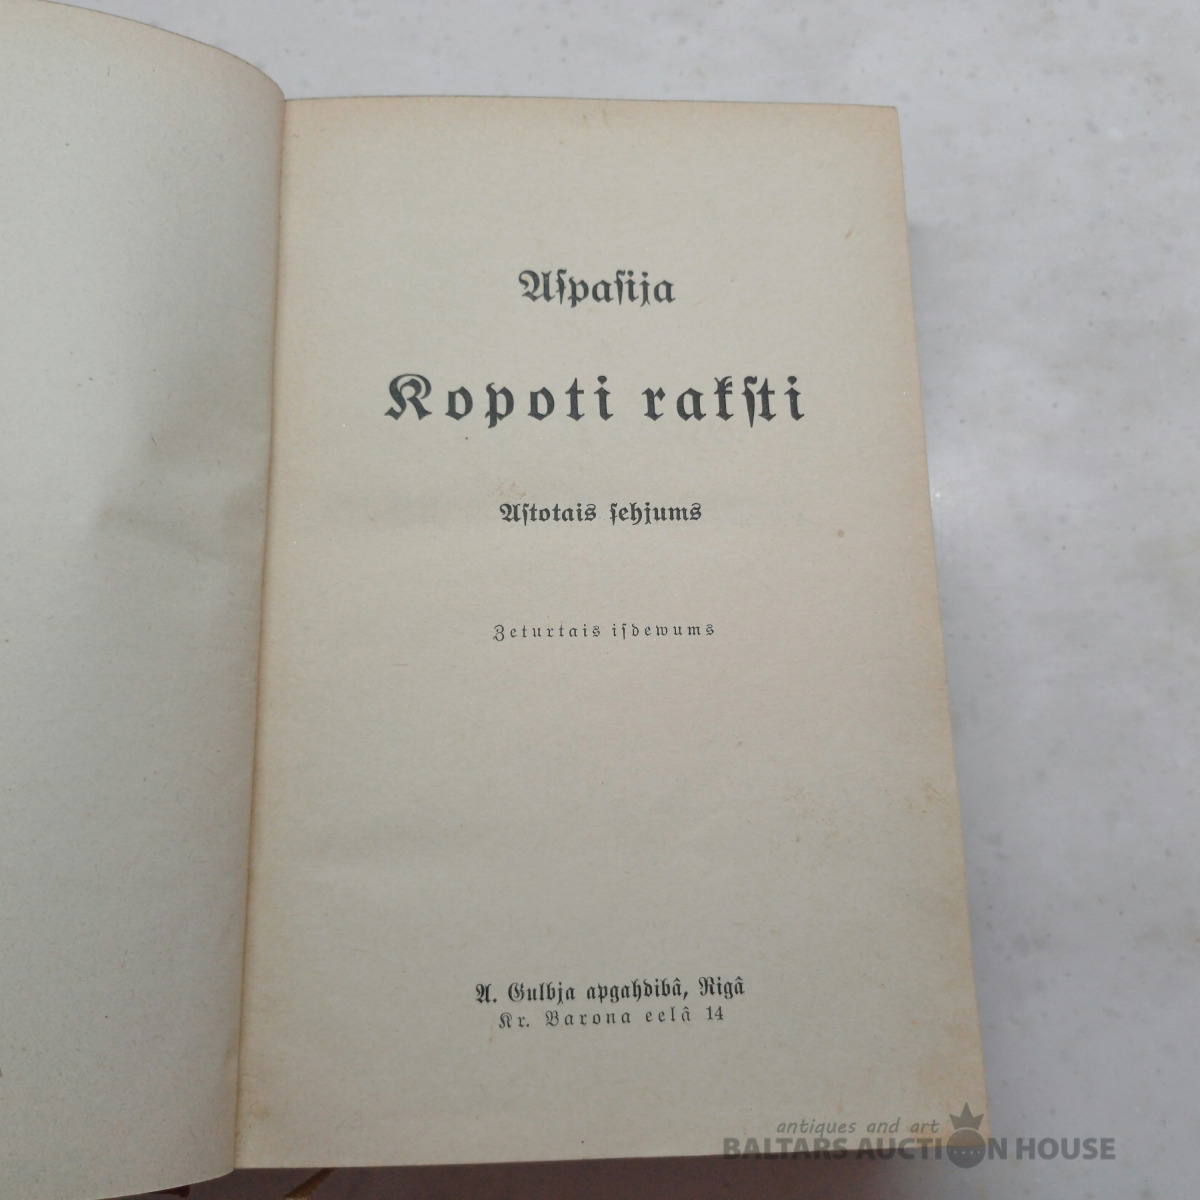 Aſpaſija
Kopoti rakſti
Aſtotais ſehjums
Zeturtais iſdewums
A. Gulbja apgahdibâ, Rigâ
Kr. Barona eelâ 14
antiques and art
BALTARS AUCTION HOUSE